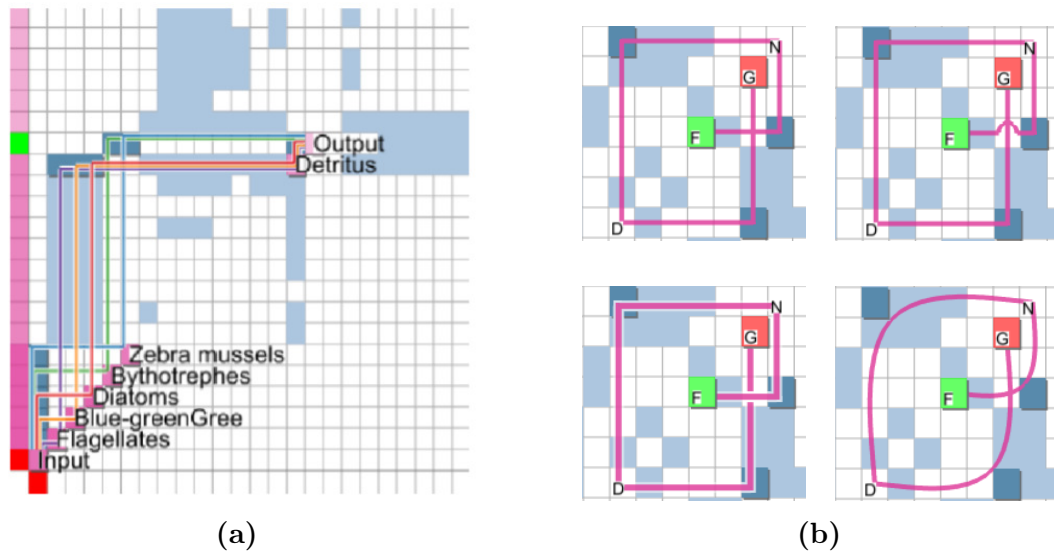 Output
Detritus
Zebra mussels
Bythotrephes
Diatoms
Blue-greenGree
Flagellates
Input
(a)
N
G
F
D
N
G
F
D
N
G
F
D
N
G
F
D
(b)